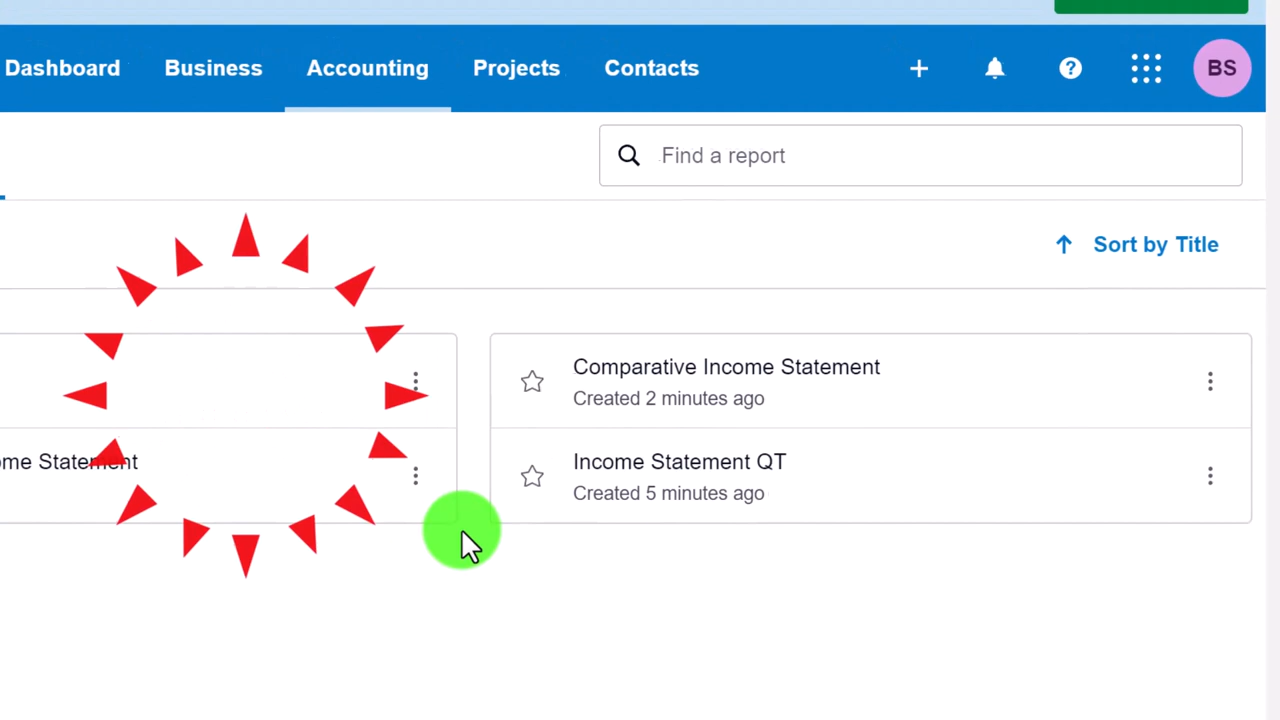 Dashboard Business Accounting Projects Contacts BS
Find a report
Sort by Title
Comparative Income Statement
Created 2 minutes ago
Statement
Income Statement QT
Created 5 minutes ago